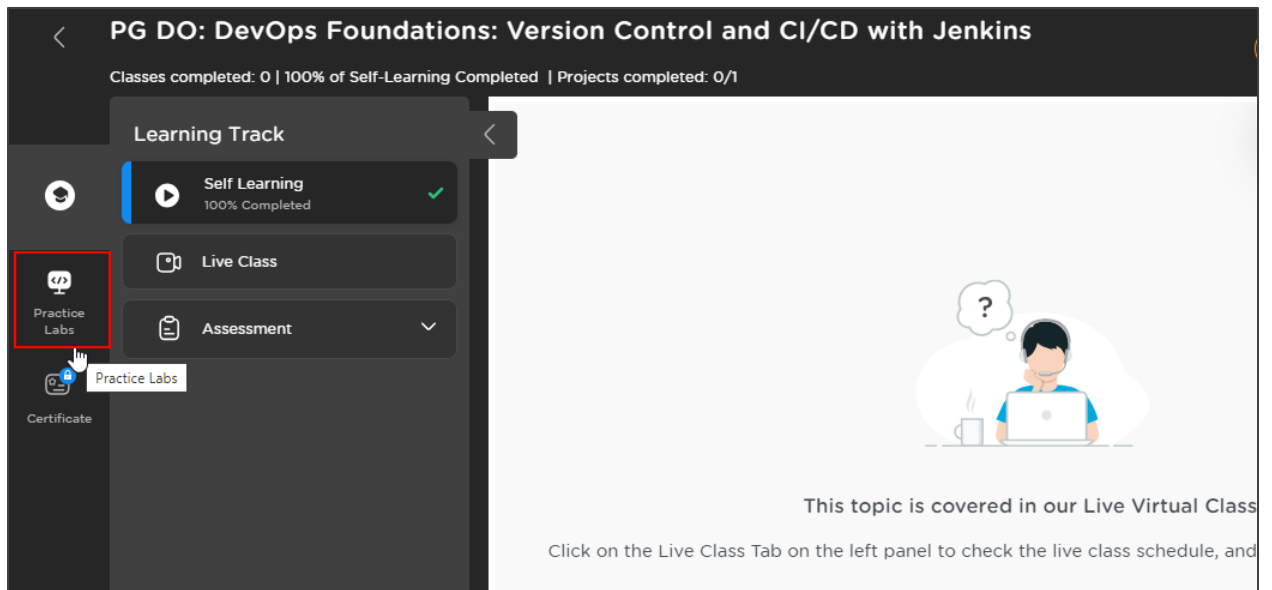 PG DO: DevOps Foundations: Version Control and CI/CD with Jenkins
Classes completed: 0 | 100% of Self-Learning Completed | Projects completed: 0/1
Learning Track
Self Learning
100% Completed
Live Class
Assessment
Practice
Labs
Practice Labs
Certificate
?
This topic is covered in our Live Virtual Class
Click on the Live Class Tab on the left panel to check the live class schedule, and